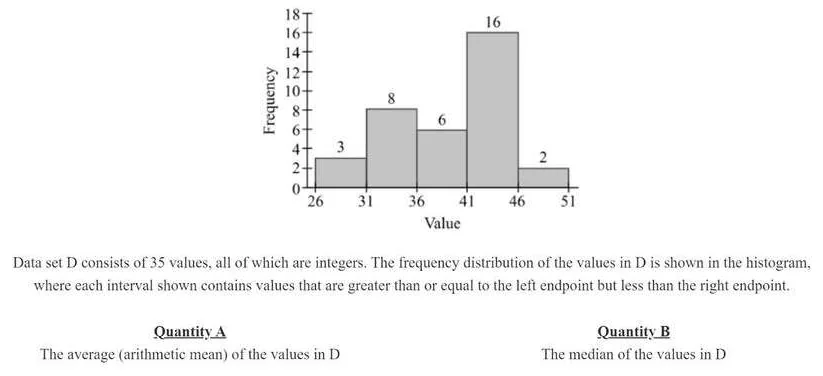 18
16
14
12
10
8
6
4
2
0
Frequency
3
8
6
16
2
26 31 36 41 46 51
Value
Data set D consists of 35 values, all of which are integers. The frequency distribution of the values in D is shown in the histogram,
where each interval shown contains values that are greater than or equal to the left endpoint but less than the right endpoint.
Quantity A
The average (arithmetic mean) of the values in D
Quantity B
The median of the values in D